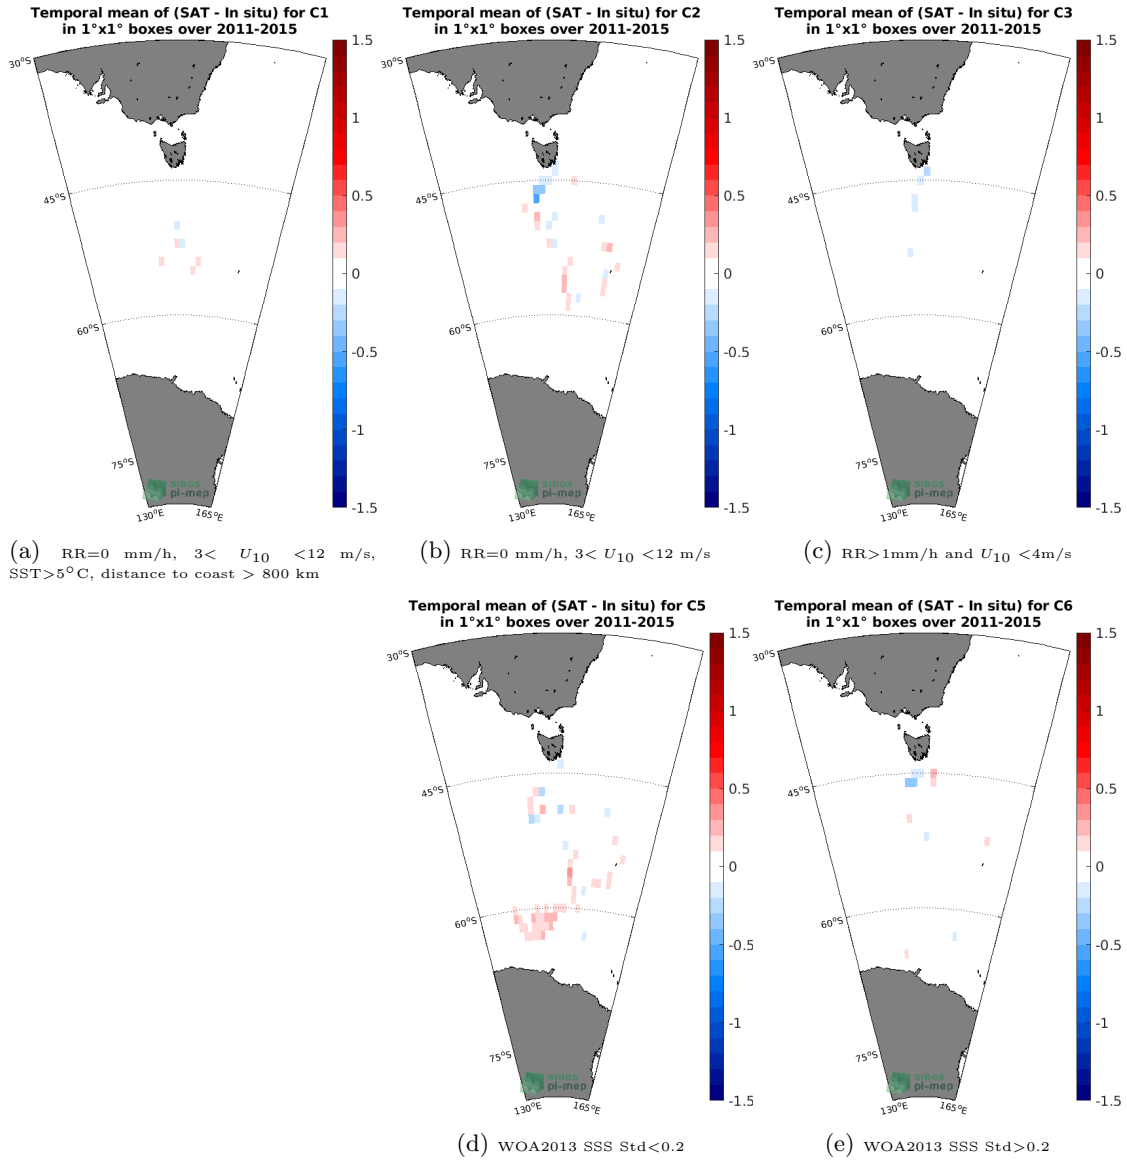 Temporal mean of (SAT - In situ) for C1
in 1°x1° boxes over 2011-2015
30°S
45°S
60°S
75°S
130°E
165°E
1.5
1
0.5
0
-0.5
-1
-1.5
smos
pi-mep
(a) RR=0 mm/h, 3< U10 <12 m/s,
SST>5°C, distance to coast > 800 km
Temporal mean of (SAT - In situ) for C2
in 1°x1° boxes over 2011-2015
30°S
45°S
60°S
75°S
130°E
165°E
1.5
1
0.5
0
-0.5
-1
-1.5
smos
pi-mep
(b) RR=0 mm/h, 3< U10 <12 m/s
Temporal mean of (SAT - In situ) for C3
in 1°x1° boxes over 2011-2015
30°S
45°S
60°S
75°S
130°E
165°E
1.5
1
0.5
0
-0.5
-1
-1.5
smos
pi-mep
(c) RR>1mm/h and U10 <4m/s
Temporal mean of (SAT - In situ) for C5
in 1°x1° boxes over 2011-2015
30°S
45°S
60°S
75°S
130°E
165°E
1.5
1
0.5
0
-0.5
-1
-1.5
smos
pi-mep
(d) WOA2013 SSS Std<0.2
Temporal mean of (SAT - In situ) for C6
in 1°x1° boxes over 2011-2015
30°S
45°S
60°S
75°S
130°E
165°E
1.5
1
0.5
0
-0.5
-1
-1.5
smos
pi-mep
(e) WOA2013 SSS Std>0.2